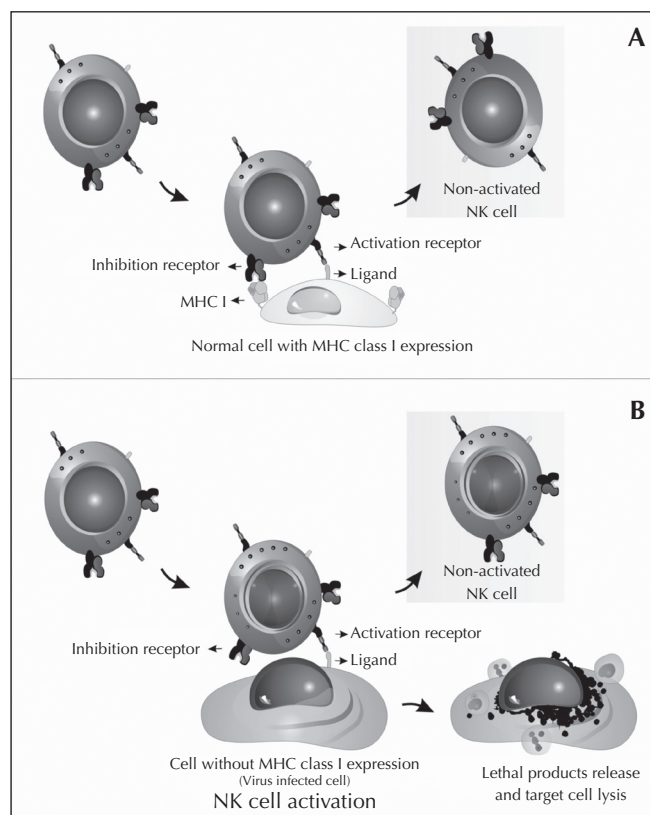 A
Non-activated
NK cell
Activation receptor
Inhibition receptor
Ligand
MHC I
Normal cell with MHC class I expression
B
Non-activated
NK cell
Activation receptor
Inhibition receptor
Ligand
Cell without MHC class I expression
(Virus infected cell)
NK cell activation
Lethal products release
and target cell lysis